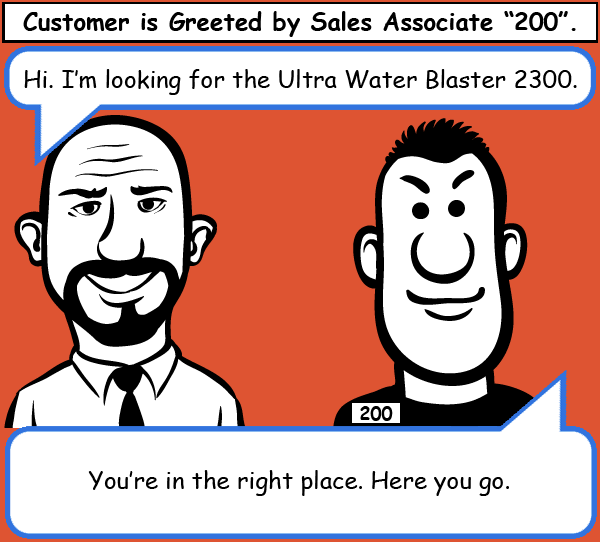 Customer is Greeted by Sales Associate “200”.
Hi. I’m looking for the Ultra Water Blaster 2300.
200
You’re in the right place. Here you go.